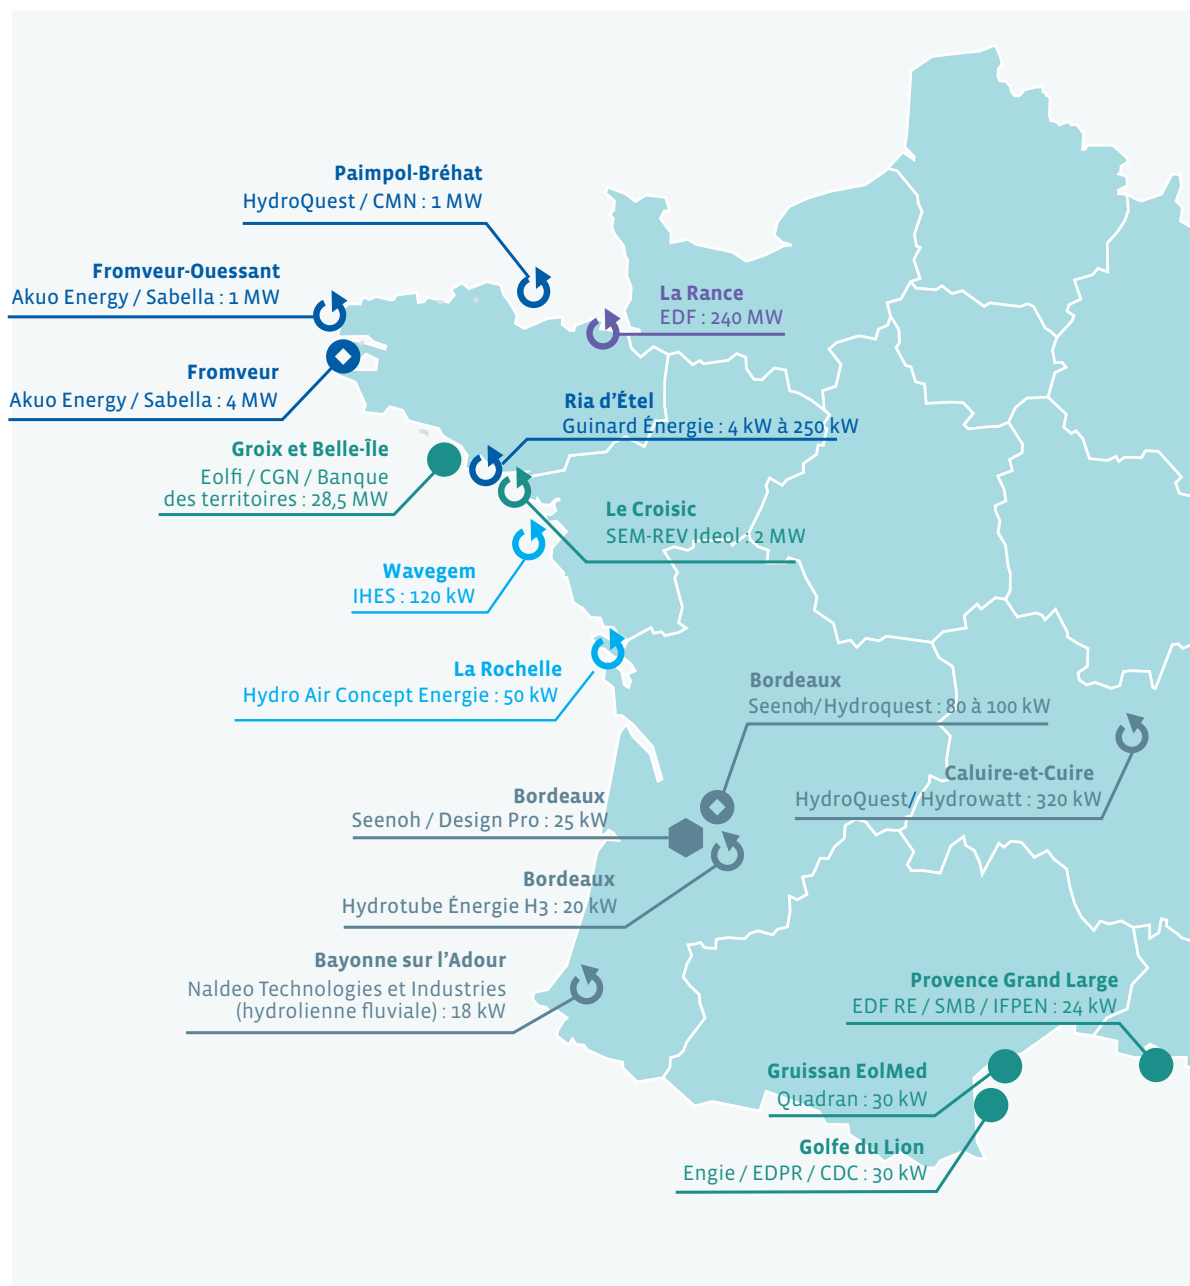 Paimpol-Bréhat
HydroQuest / CMN : 1 MW
Fromveur-Ouessant
Akuo Energy / Sabella : 1 MW
La Rance
EDF : 240 MW
Fromveur
Akuo Energy / Sabella : 4 MW
Ria d’Étel
Guinard Énergie : 4 kW à 250 kW
Groix et Belle-Île
Eolfi / CGN / Banque
des territoires : 28,5 MW
Le Croisic
SEM-REV Ideol : 2 MW
Wavegem
IHES : 120 kW
La Rochelle
Hydro Air Concept Energie : 50 kW
Bordeaux
Seenoh/Hydroquest : 80 à 100 kW
Caluire-et-Cuire
HydroQuest/ Hydrowatt : 320 kW
Bordeaux
Seenoh / Design Pro : 25 kW
Bordeaux
Hydrotube Énergie H3 : 20 kW
Bayonne sur l’Adour
Naldeo Technologies et Industries
(hydrolienne fluviale) : 18 kW
Provence Grand Large
EDF RE / SMB / IFPEN : 24 kW
Gruissan EolMed
Quadran : 30 kW
Golfe du Lion
Engie / EDPR / CDC : 30 kW